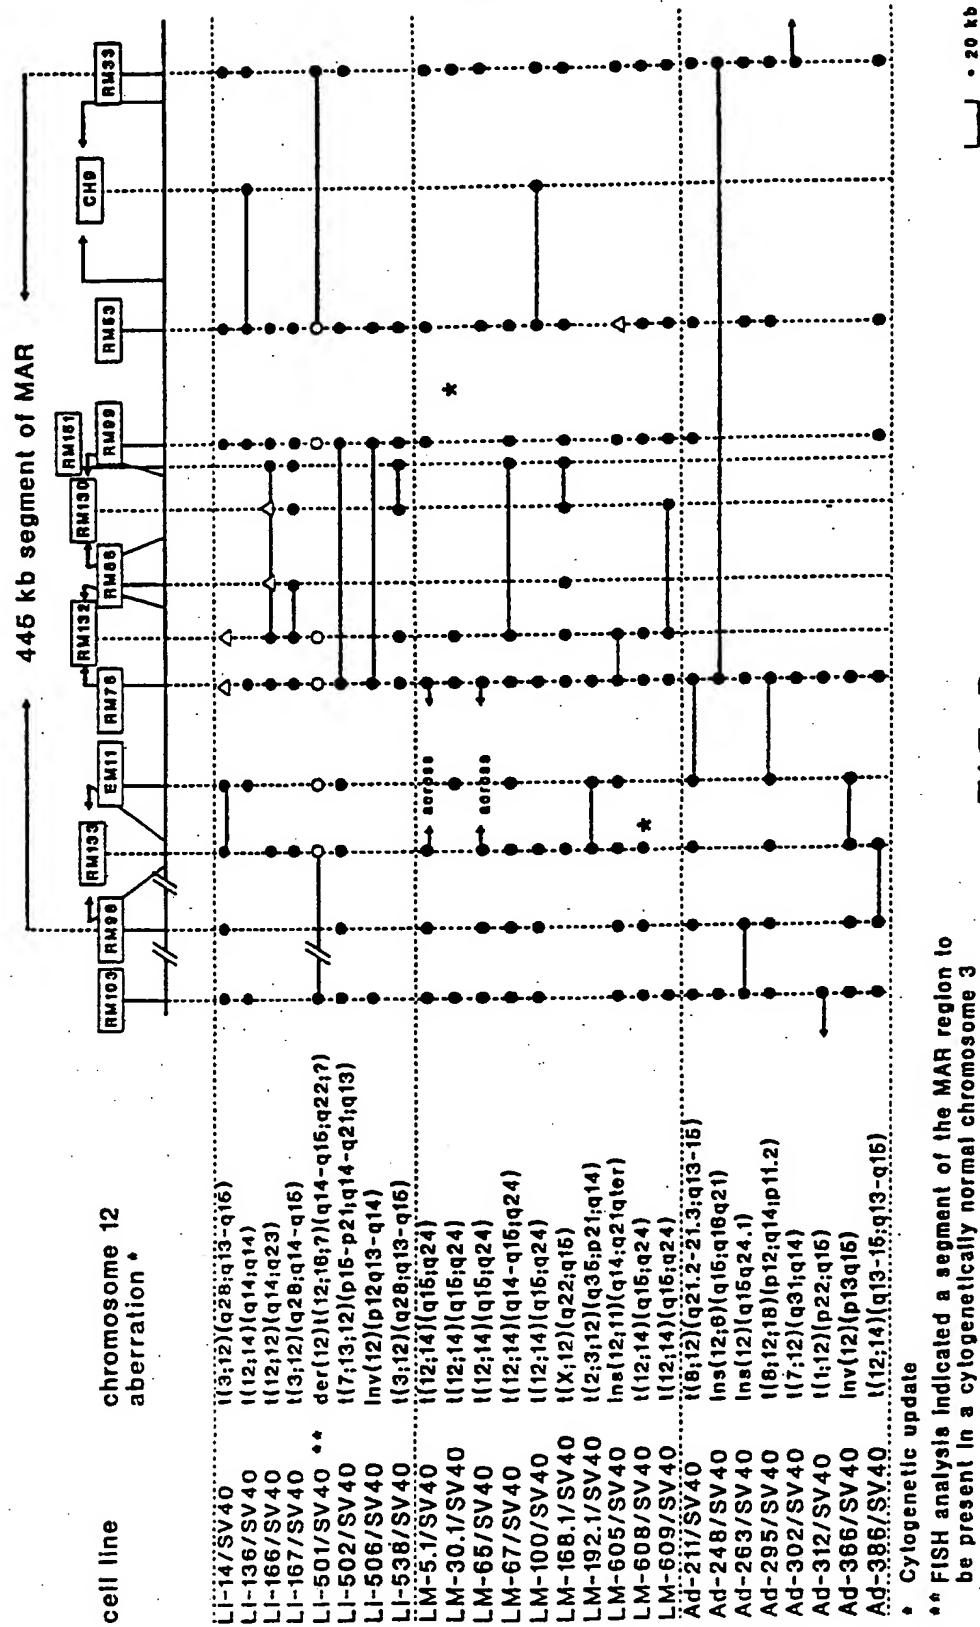 445 kb segment of MAR
RM103
RM98
RM133
EM11
RM76
RM132
RM86
RM130
RM151
RM99
RM53
CH9
RM33
cell line
chromosome 12
aberration *
LI-14/SV40 t(3;12)(q28;q13-q15)
LI-136/SV40 t(12;14)(q14;q14)
LI-166/SV40 t(12;12)(q14;q23)
LI-167/SV40 t(3;12)(q28;q14-q15)
LI-501/SV40 ** der(12)t(12;16;?)(q14-q15;q22;?)
LI-502/SV40 t(7;13;12)(p15-p21;q14-q21;q13)
LI-506/SV40 Inv(12)(p12q13-q14)
LI-538/SV40 t(3;12)(q28;q13-q15)
LM-5.1/SV40 t(12;14)(q15;q24)
LM-30.1/SV40 t(12;14)(q15;q24)
LM-65/SV40 t(12;14)(q15;q24)
LM-67/SV40 t(12;14)(q14-q15;q24)
LM-100/SV40 t(12;14)(q15;q24)
LM-168.1/SV40 t(X;12)(q22;q15)
LM-192.1/SV40 t(2;3;12)(q35;p21;q14)
LM-605/SV40 Ins(12;11)(q14;q21qter)
LM-608/SV40 t(12;14)(q15;q24)
LM-609/SV40 t(12;14)(q15;q24)
Ad-211/SV40 t(8;12)(q21.2-21.3;q13-15)
Ad-248/SV40 Ins(12;6)(q15;q16q21)
Ad-263/SV40 Ins(12)(q15q24.1)
Ad-295/SV40 t(8;12;18)(p12;q14;p11.2)
Ad-302/SV40 t(7;12)(q31;q14)
Ad-312/SV40 t(1;12)(p22;q15)
Ad-366/SV40 Inv(12)(p13q15)
Ad-386/SV40 t(12;14)(q13-15;q13-q15)
across
across
*
*
* Cytogenetic update
** FISH analysis indicated a segment of the MAR region to
be present in a cytogenetically normal chromosome 3
• 20 kb